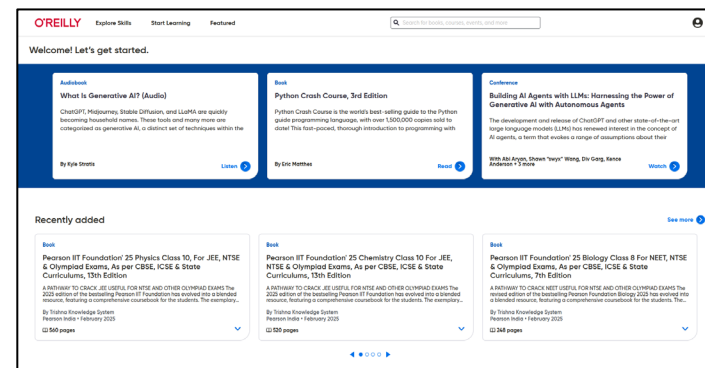 O'REILLY
Explore Skills
Start Learning
Featured
Search for books, courses, events, and more
Welcome! Let's get started.
Audiobook
What Is Generative AI? (Audio)
ChatGPT, Midjourney, Stable Diffusion, and LLaMA are quickly
becoming household names. These tools and many more are
categorized as generative AI, a distinct set of techniques within the
By Kyle Stratis
Listen
Book
Python Crash Course, 3rd Edition
Python Crash Course is the world's best-selling guide to the Python
guide programming language, with over 1,500,000 copies sold to
date! This fast-paced, thorough introduction to programming with
By Eric Matthes
Read
Conference
Building AI Agents with LLMs: Harnessing the Power of
Generative AI with Autonomous Agents
The development and release of ChatGPT and other state-of-the-art
large language models (LLMs) has renewed interest in the concept of
AI agents, a term that evokes a range of assumptions about their
With Abi Aryan, Shawn "swyx" Wang, Div Garg, Kence
Anderson + 3 more
Watch
Recently added
See more
Book
Pearson IIT Foundation' 25 Physics Class 10, For JEE, NTSE
& Olympiad Exams, As per CBSE, ICSE & State
Curriculums, 13th Edition
A PATHWAY TO CRACK JEE USEFUL FOR NTSE AND OTHER OLYMPIAD EXAMS The
2025 edition of the bestselling Pearson IIT Foundation has evolved into a blended
resource, featuring a comprehensive coursebook for the students. The exemplary...
By Trishna Knowledge System
Pearson India • February 2025
560 pages
Book
Pearson IIT Foundation' 25 Chemistry Class 10 For JEE,
NTSE & Olympiad Exams, As per CBSE, ICSE & State
Curriculums, 13th Edition
A PATHWAY TO CRACK JEE USEFUL FOR NTSE AND OTHER OLYMPIAD EXAMS The
2025 edition of the bestselling Pearson IIT Foundation has evolved into a blended
resource, featuring a comprehensive coursebook for the students. The exemplary...
By Trishna Knowledge System
Pearson India • February 2025
520 pages
Book
Pearson IIT Foundation' 25 Biology Class 8 For NEET, NTSE
& Olympiad Exams, As per CBSE, ICSE & State
Curriculums, 7th Edition
A PATHWAY TO CRACK NEET USEFUL FOR NTSE AND OTHER OLYMPIAD EXAMS The
revised edition of the bestselling Pearson Foundation Biology 2025 has evolved into
a blended resource, featuring a comprehensive coursebook for the students. The...
By Trishna Knowledge System
Pearson India • February 2025
248 pages